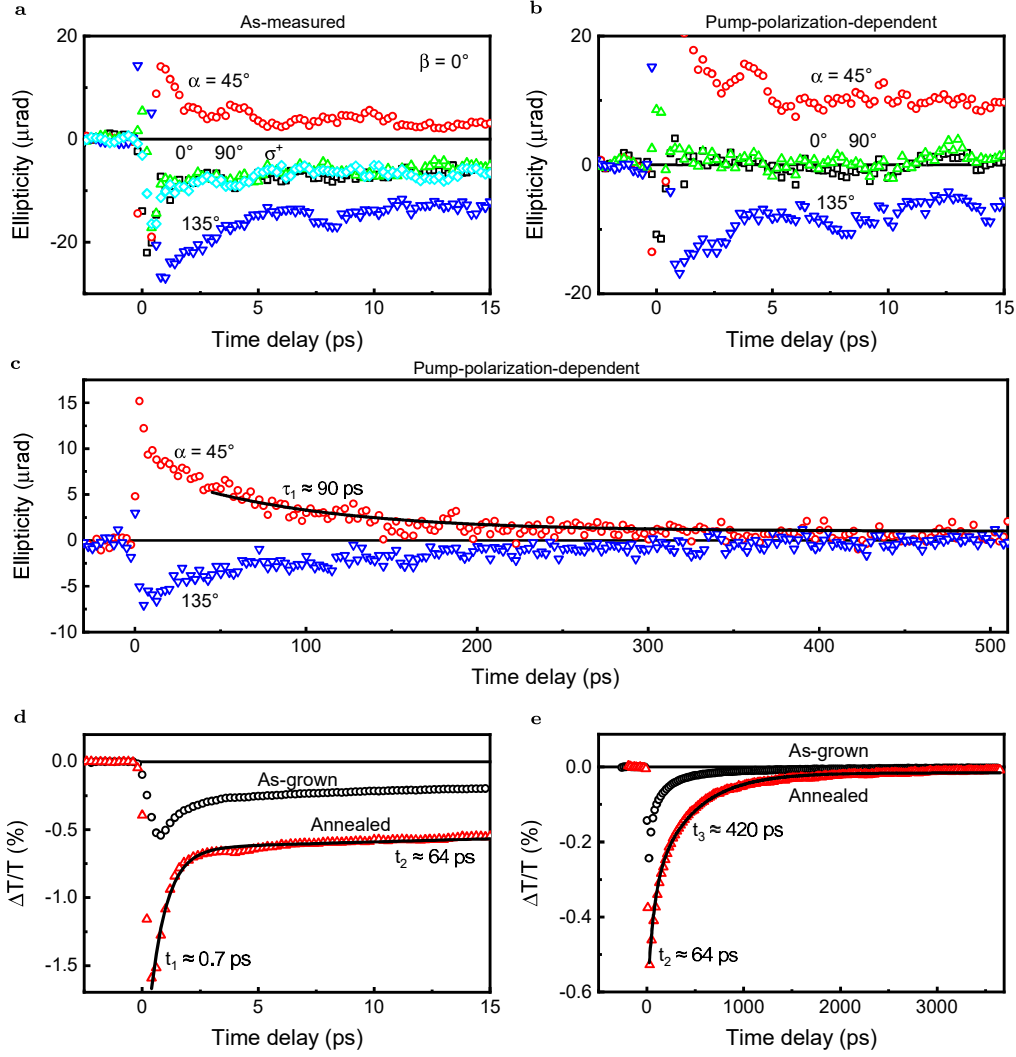 a
As-measured
β = 0°
α = 45°
0° 90° σ⁺
135°
20
0
-20
Ellipticity (μrad)
0 5 10 15
Time delay (ps)
b
Pump-polarization-dependent
α = 45°
0° 90°
135°
20
0
-20
Ellipticity (μrad)
0 5 10 15
Time delay (ps)
c
Pump-polarization-dependent
α = 45°
τ₁ ≈ 90 ps
135°
15
10
5
0
-5
-10
Ellipticity (μrad)
0 100 200 300 400 500
Time delay (ps)
d
As-grown
Annealed
t₂ ≈ 64 ps
t₁ ≈ 0.7 ps
0.0
-0.5
-1.0
-1.5
ΔT/T (%)
0 5 10 15
Time delay (ps)
e
As-grown
Annealed
t₃ ≈ 420 ps
t₂ ≈ 64 ps
0.0
-0.2
-0.4
-0.6
ΔT/T (%)
0 1000 2000 3000
Time delay (ps)